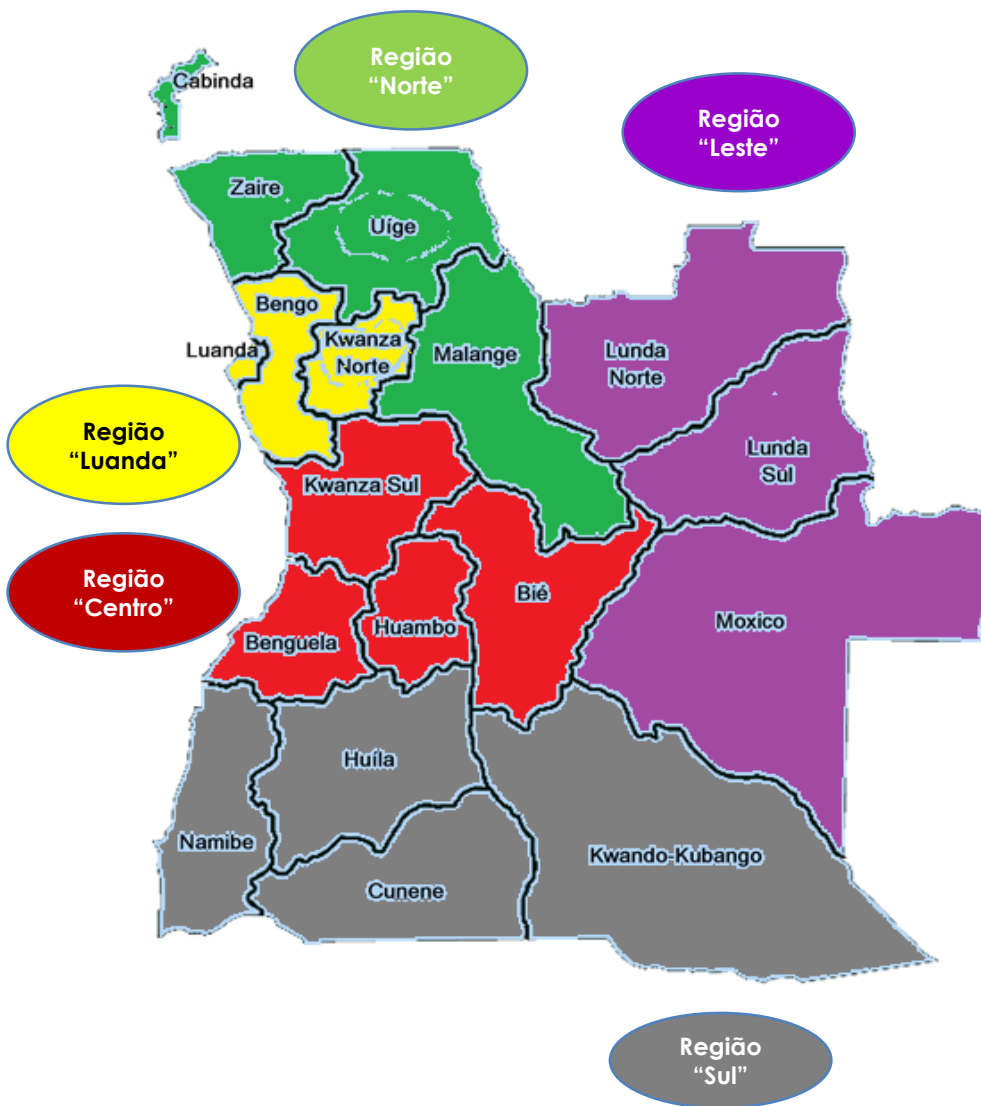 Região
“Norte”
Cabinda
Região
“Leste”
Zaire
Uíge
Bengo
Luanda
Kwanza
Norte
Malange
Lunda
Norte
Região
“Luanda”
Lunda
Sul
Kwanza Sul
Região
“Centro”
Bié
Benguela
Huambo
Moxico
Huíla
Namibe
Cunene
Kwando-Kubango
Região
“Sul”